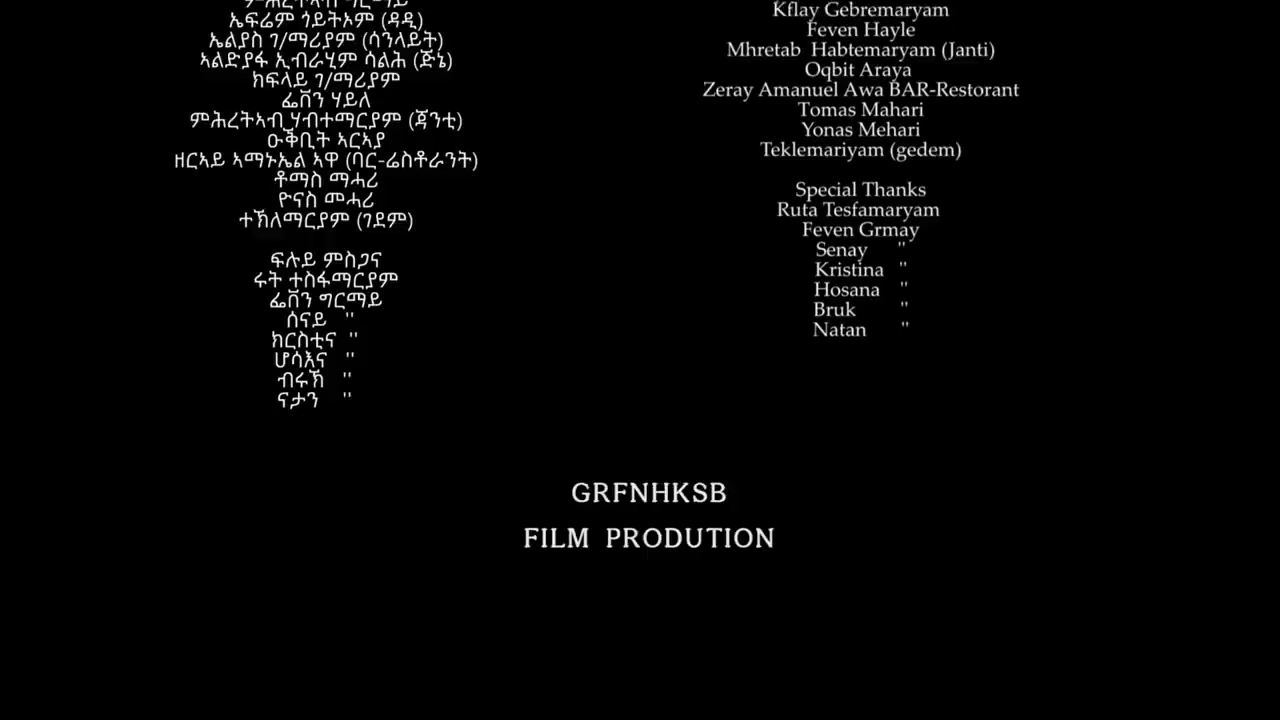 ኤፍሬም ጎይትኦም (ዳዲ)
ኤልያስ ገ/ማሪያም (ሳንላይት)
ኣልድያፋ ኢብራሂም ሳልሕ (ጅኔ)
ክፍላይ ገ/ማሪያም
ፌቨን ሃይለ
ምሕረትኣብ ሃብተማርያም (ጃንቲ)
ዑቕቢት ኣርኣያ
ዘርኣይ ኣማኑኤል ኣዋ (ባር-ሬስቶራንት)
ቶማስ ማሓሪ
ዮናስ መሓሪ
ተኽለማርያም (ገደም)
ፍሉይ ምስጋና
ሩት ተስፋማርያም
ፌቨን ግርማይ
ሰናይ "
ክርስቲና "
ሆሳእና "
ብሩኽ "
ናታን "
Kflay Gebremaryam
Feven Hayle
Mhretab Habtemaryam (Janti)
Oqbit Araya
Zeray Amanuel Awa BAR-Restorant
Tomas Mahari
Yonas Mehari
Teklemariyam (gedem)
Special Thanks
Ruta Tesfamaryam
Feven Grmay
Senay "
Kristina "
Hosana "
Bruk "
Natan "
GRFNHKSB
FILM PRODUTION